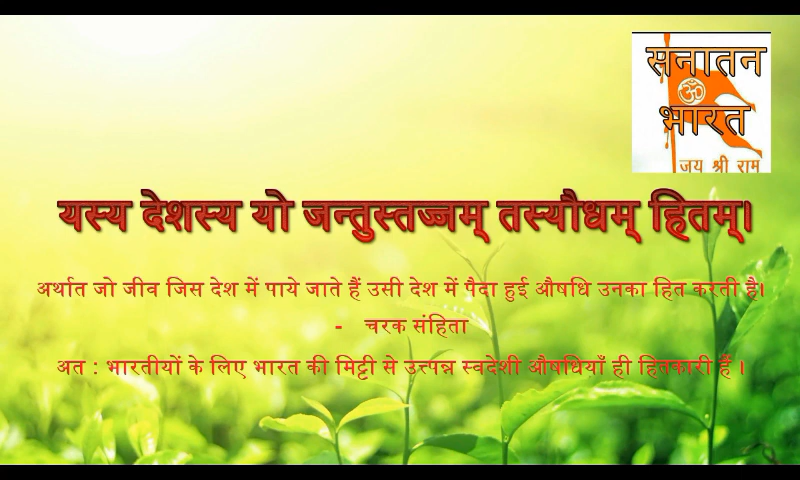 सनातन
भारत
जय श्री राम
यस्य देशस्य यो जन्तुस्तज्जम् तस्यौधम् हितम्।
अर्थात जो जीव जिस देश में पाये जाते हैं उसी देश में पैदा हुई औषधि उनका हित करती है।
- चरक संहिता
अत : भारतीयों के लिए भारत की मिट्टी से उत्त्पन्न स्वदेशी औषधियाँ ही हितकारी हैं ।